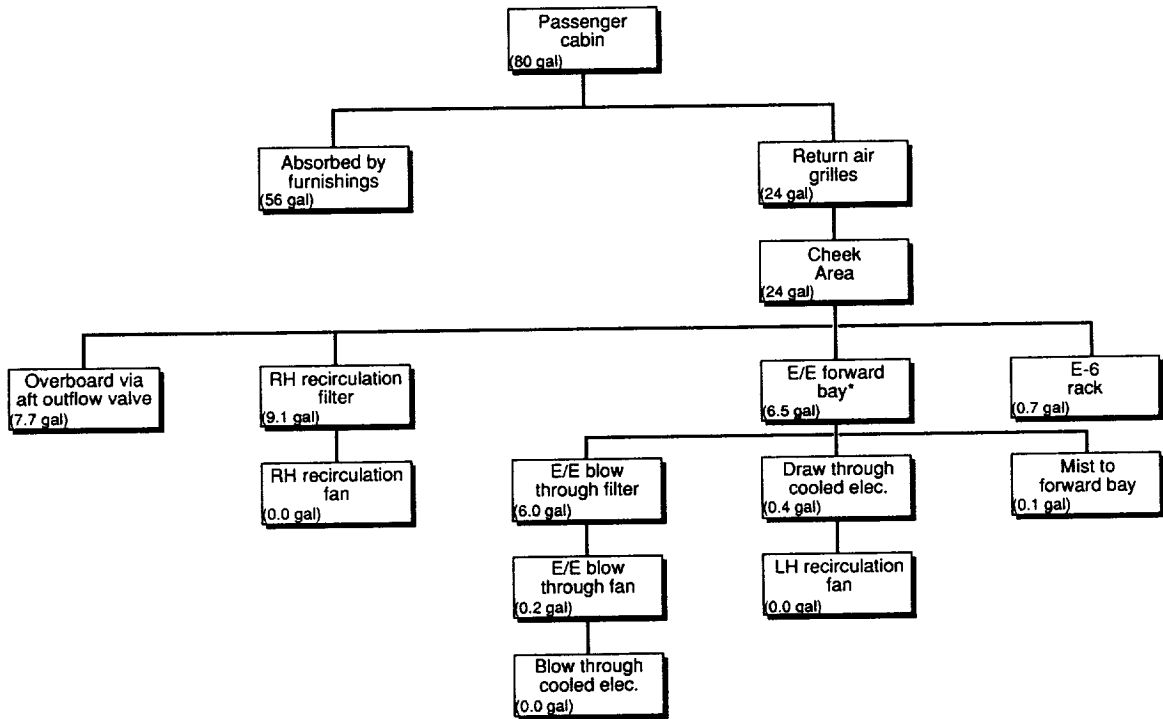 Passenger
cabin
(80 gal)
Absorbed by
furnishings
(56 gal)
Return air
grilles
(24 gal)
Cheek
Area
(24 gal)
Overboard via
aft outflow valve
(7.7 gal)
RH recirculation
filter
(9.1 gal)
E/E forward
bay*
(6.5 gal)
E-6
rack
(0.7 gal)
RH recirculation
fan
(0.0 gal)
E/E blow
through filter
(6.0 gal)
Draw through
cooled elec.
(0.4 gal)
Mist to
forward bay
(0.1 gal)
E/E blow
through fan
(0.2 gal)
LH recirculation
fan
(0.0 gal)
Blow through
cooled elec.
(0.0 gal)